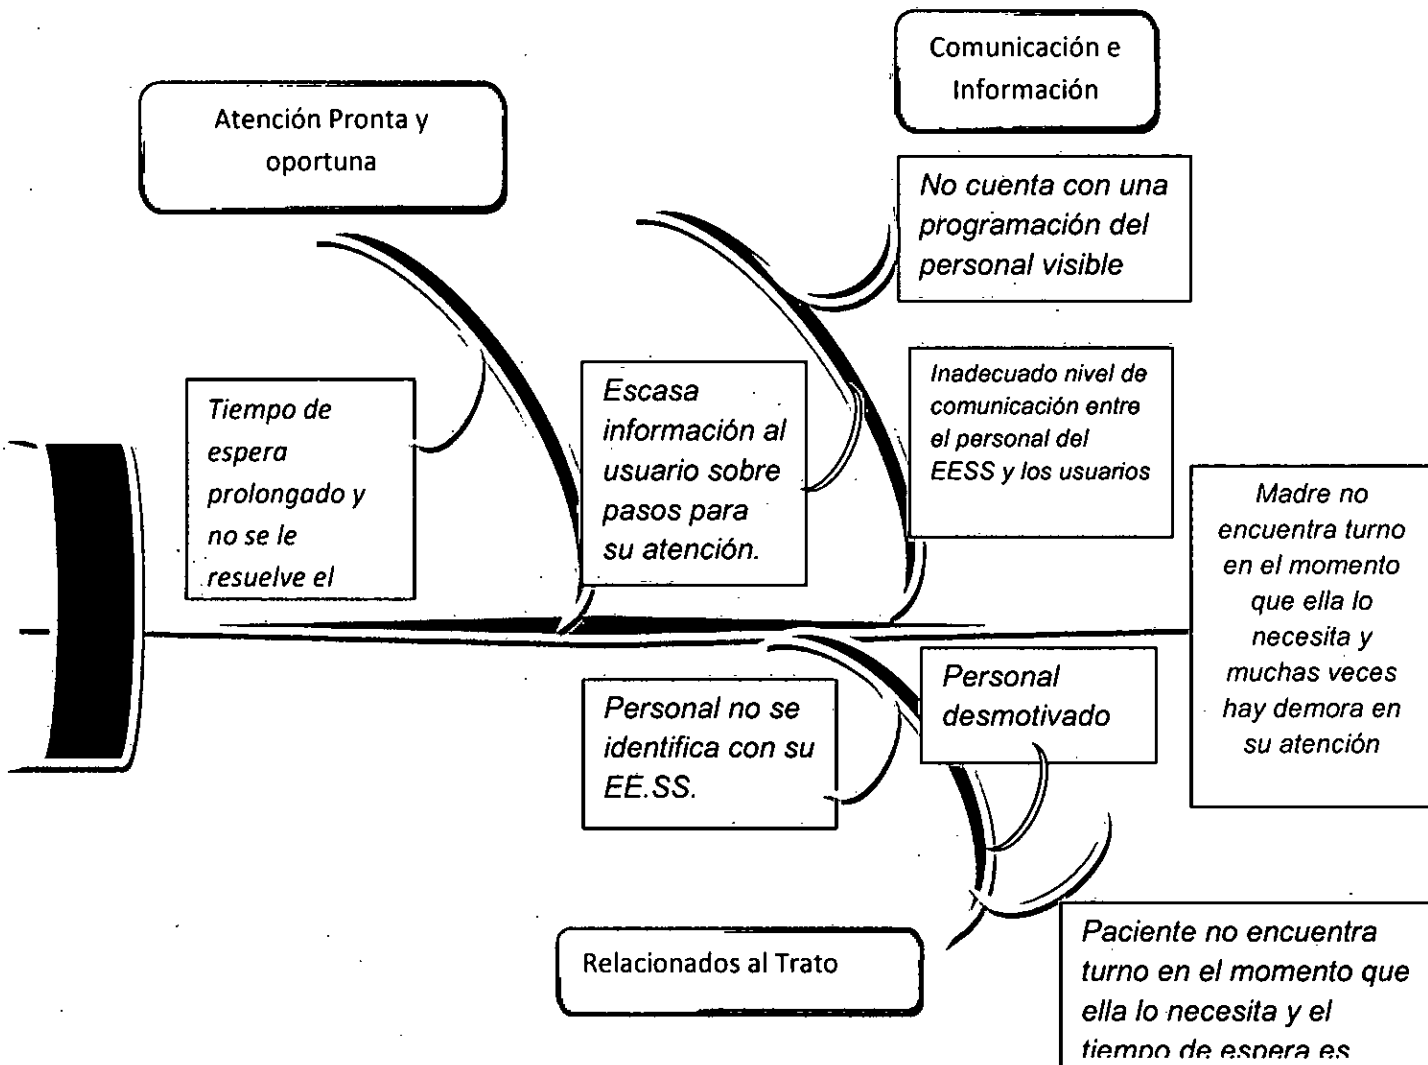 Comunicación e
Información
Atención Pronta y
oportuna
No cuenta con una
programación del
personal visible
Tiempo de
espera
prolongado y
no se le
resuelve el
Escasa
información al
usuario sobre
pasos para
su atención.
Inadecuado nivel de
comunicación entre
el personal del
EESS y los usuarios
Madre no
encuentra turno
en el momento
que ella lo
necesita y
muchas veces
hay demora en
su atención
Personal no se
identifica con su
EE.SS.
Personal
desmotivado
Relacionados al Trato
Paciente no encuentra
turno en el momento que
ella lo necesita y el
tiempo de espera es